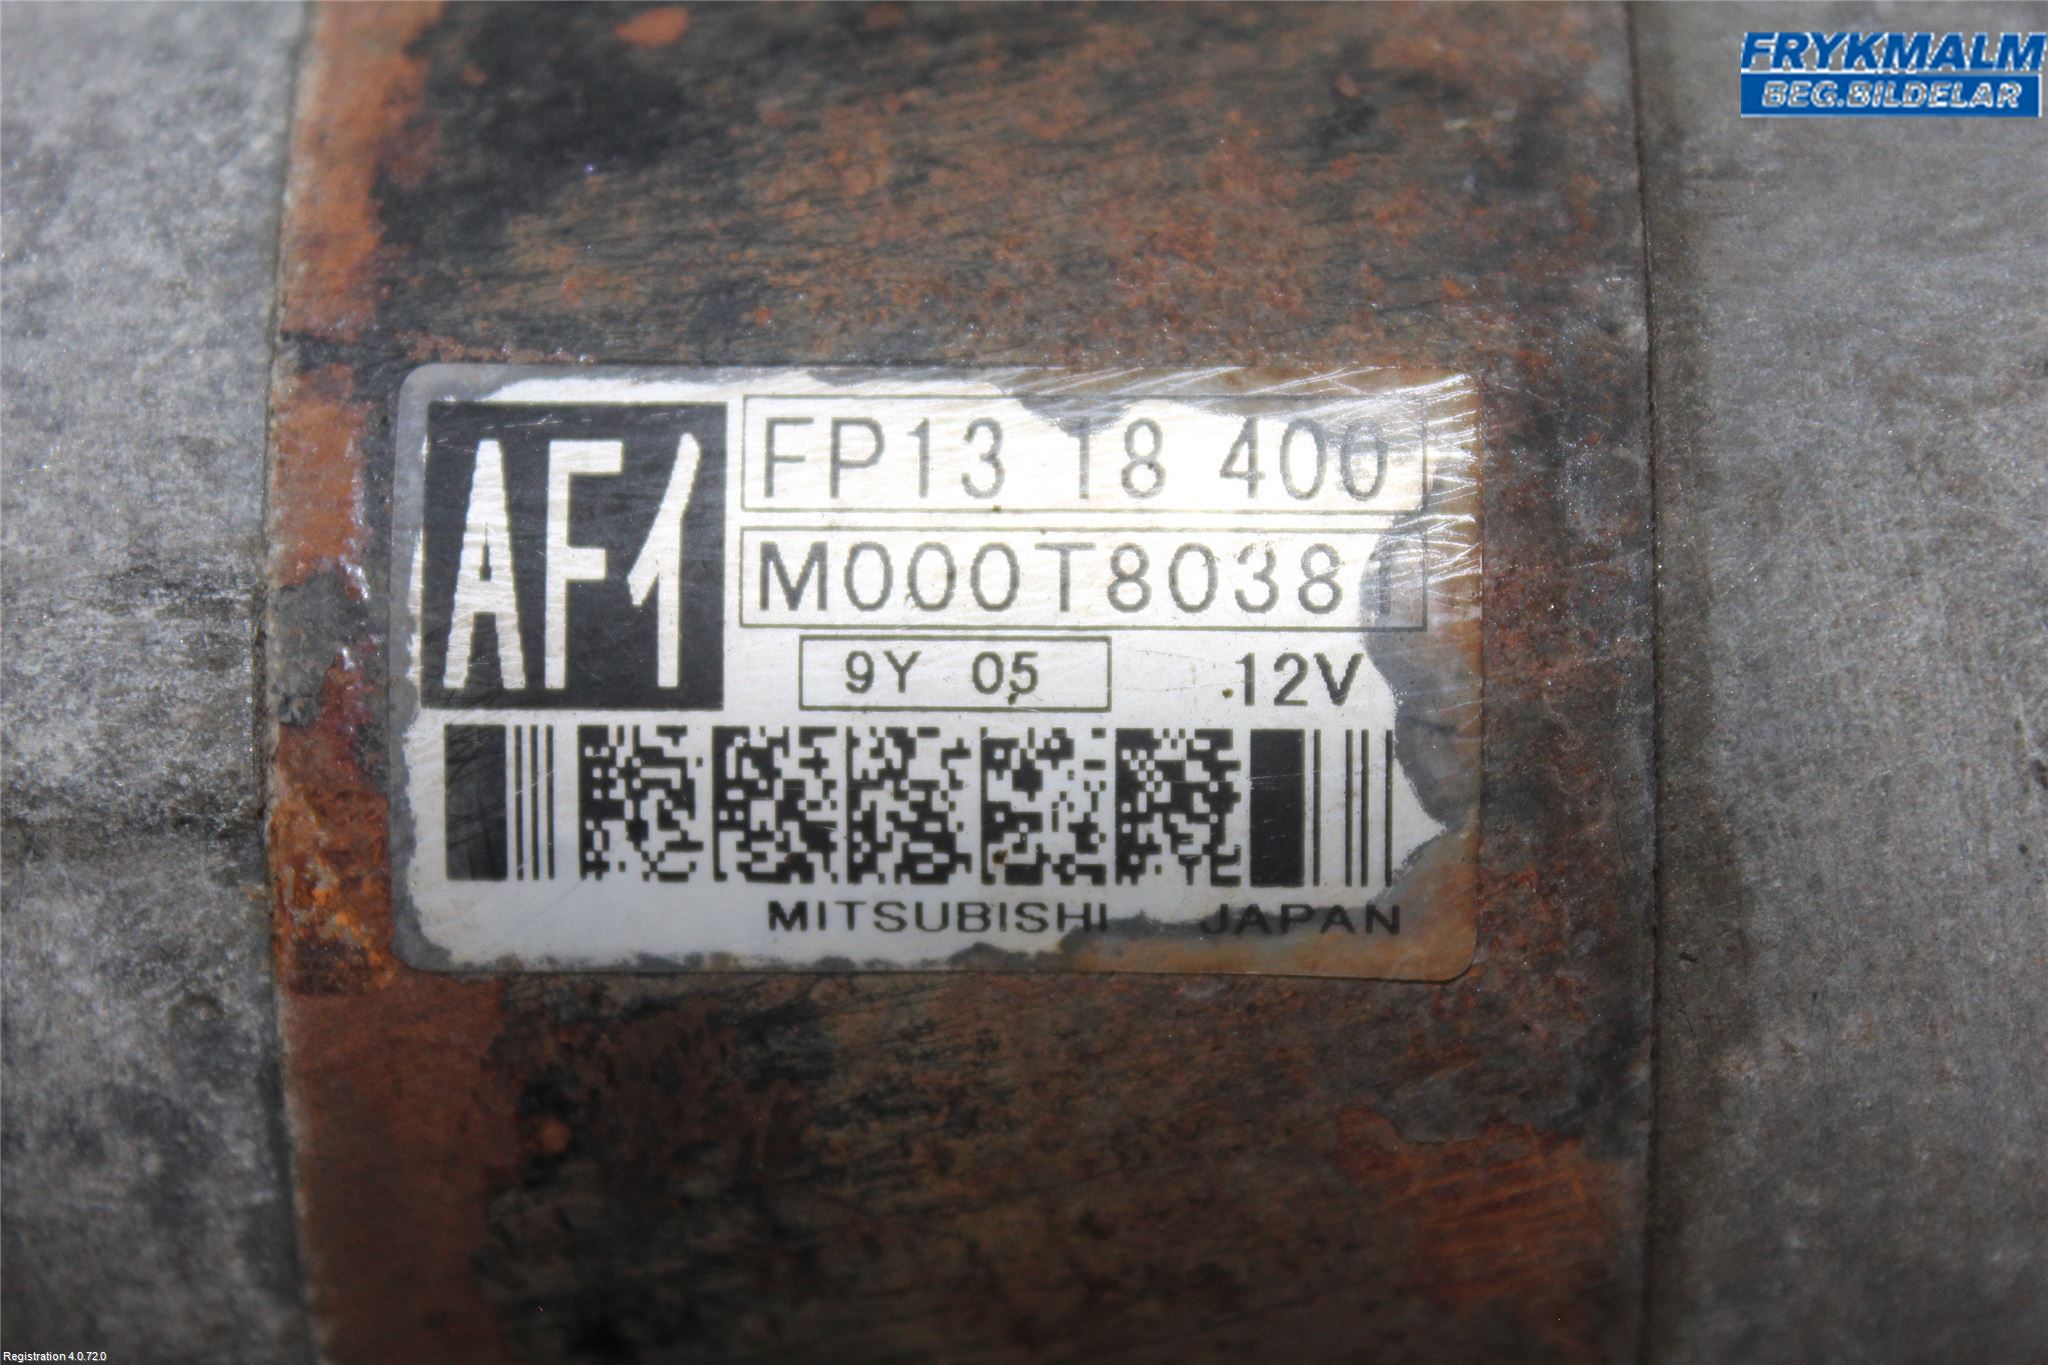 FRYKMALM
BEG.BILDELAR
AF1
FP13 18 400
M000T80381
9Y 05
12V
MITSUBISHI JAPAN
Registration 4.0.72.0